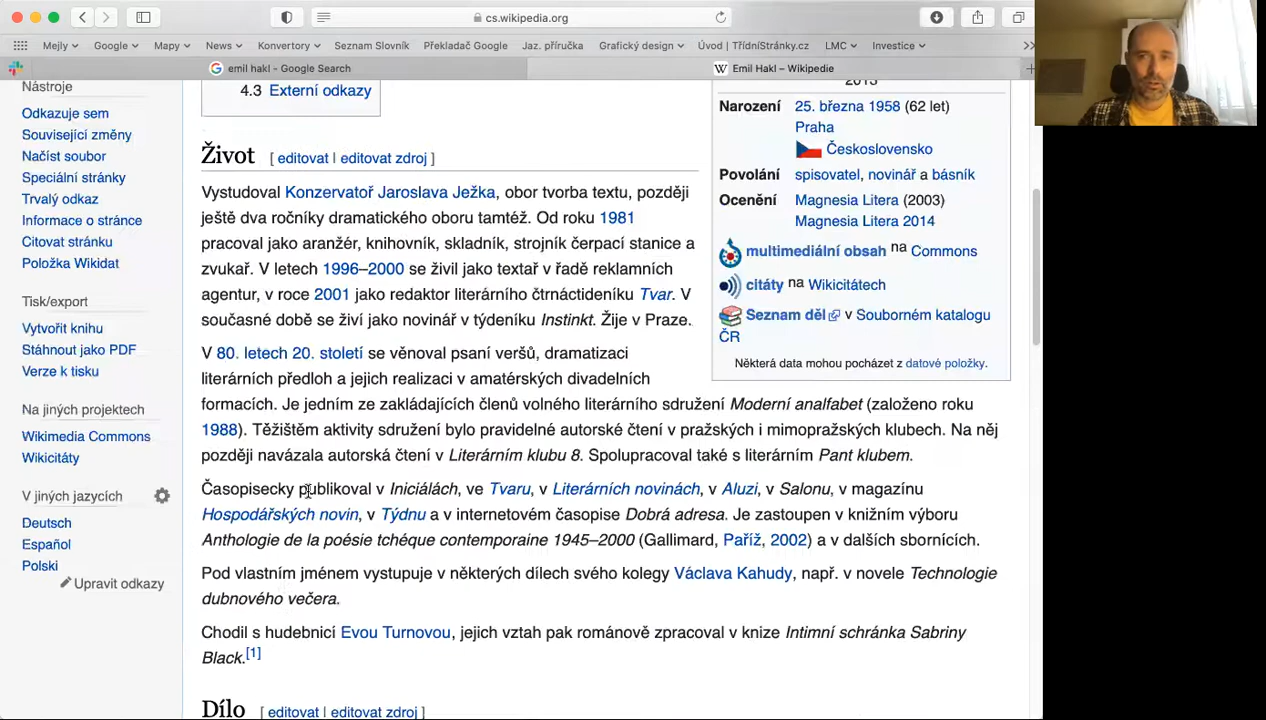 cs.wikipedia.org
Mejly
Google
Mapy
News
Konvertory
Seznam Slovník
Překladač Google
Jaz. příručka
Grafický design
Úvod | TřídníStránky.cz
LMC
Investice
emil hakl - Google Search
Emil Hakl – Wikipedie
Nástroje
Odkazuje sem
Související změny
Načíst soubor
Speciální stránky
Trvalý odkaz
Informace o stránce
Citovat stránku
Položka Wikidat
Tisk/export
Vytvořit knihu
Stáhnout jako PDF
Verze k tisku
Na jiných projektech
Wikimedia Commons
Wikicitáty
V jiných jazycích
Deutsch
Español
Polski
Upravit odkazy
4.3 Externí odkazy
Život [ editovat | editovat zdroj ]
Vystudoval Konzervatoř Jaroslava Ježka, obor tvorba textu, později
ještě dva ročníky dramatického oboru tamtéž. Od roku 1981
pracoval jako aranžér, knihovník, skladník, strojník čerpací stanice a
zvukař. V letech 1996–2000 se živil jako textař v řadě reklamních
agentur, v roce 2001 jako redaktor literárního čtrnáctideníku Tvar. V
současné době se živí jako novinář v týdeníku Instinkt. Žije v Praze.
V 80. letech 20. století se věnoval psaní veršů, dramatizaci
literárních předloh a jejich realizaci v amatérských divadelních
formacích. Je jedním ze zakládajících členů volného literárního sdružení Moderní analfabet (založeno roku
1988). Těžištěm aktivity sdružení bylo pravidelné autorské čtení v pražských i mimopražských klubech. Na něj
později navázala autorská čtení v Literárním klubu 8. Spolupracoval také s literárním Pant klubem.
Časopisecky publikoval v Iniciálách, ve Tvaru, v Literárních novinách, v Aluzi, v Salonu, v magazínu
Hospodářských novin, v Týdnu a v internetovém časopise Dobrá adresa. Je zastoupen v knižním výboru
Anthologie de la poésie tchéque contemporaine 1945–2000 (Gallimard, Paříž, 2002) a v dalších sbornících.
Pod vlastním jménem vystupuje v některých dílech svého kolegy Václava Kahudy, např. v novele Technologie
dubnového večera.
Chodil s hudebnicí Evou Turnovou, jejich vztah pak románově zpracoval v knize Intimní schránka Sabriny
Black.[1]
Dílo [ editovat | editovat zdroj ]
2013
Narození 25. března 1958 (62 let)
Praha
Československo
Povolání spisovatel, novinář a básník
Ocenění Magnesia Litera (2003)
Magnesia Litera 2014
multimediální obsah na Commons
citáty na Wikicitátech
Seznam děl v Souborném katalogu
ČR
Některá data mohou pocházet z datové položky.